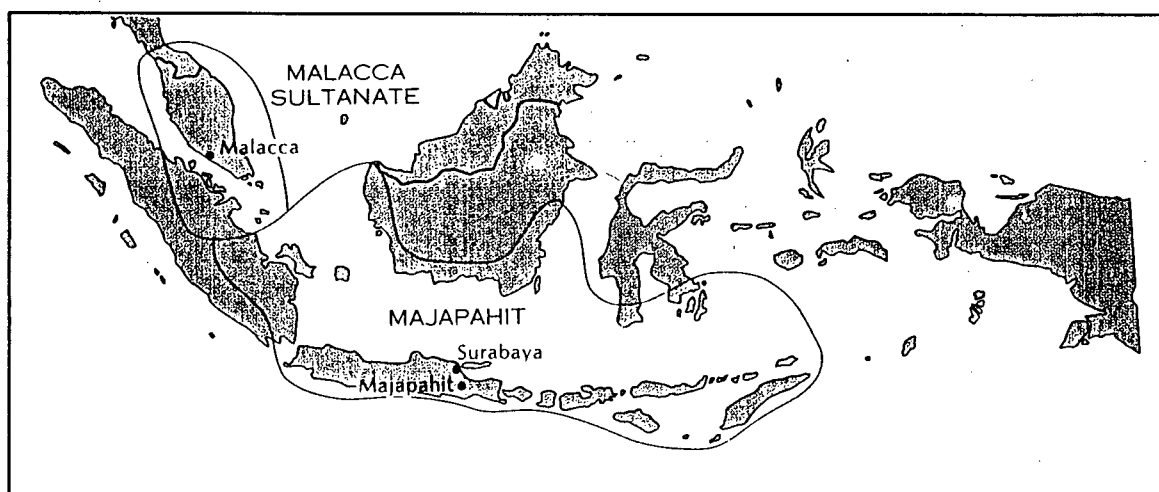 MALACCA
SULTANATE
Malacca
MAJAPAHIT
Surabaya
Majapahit